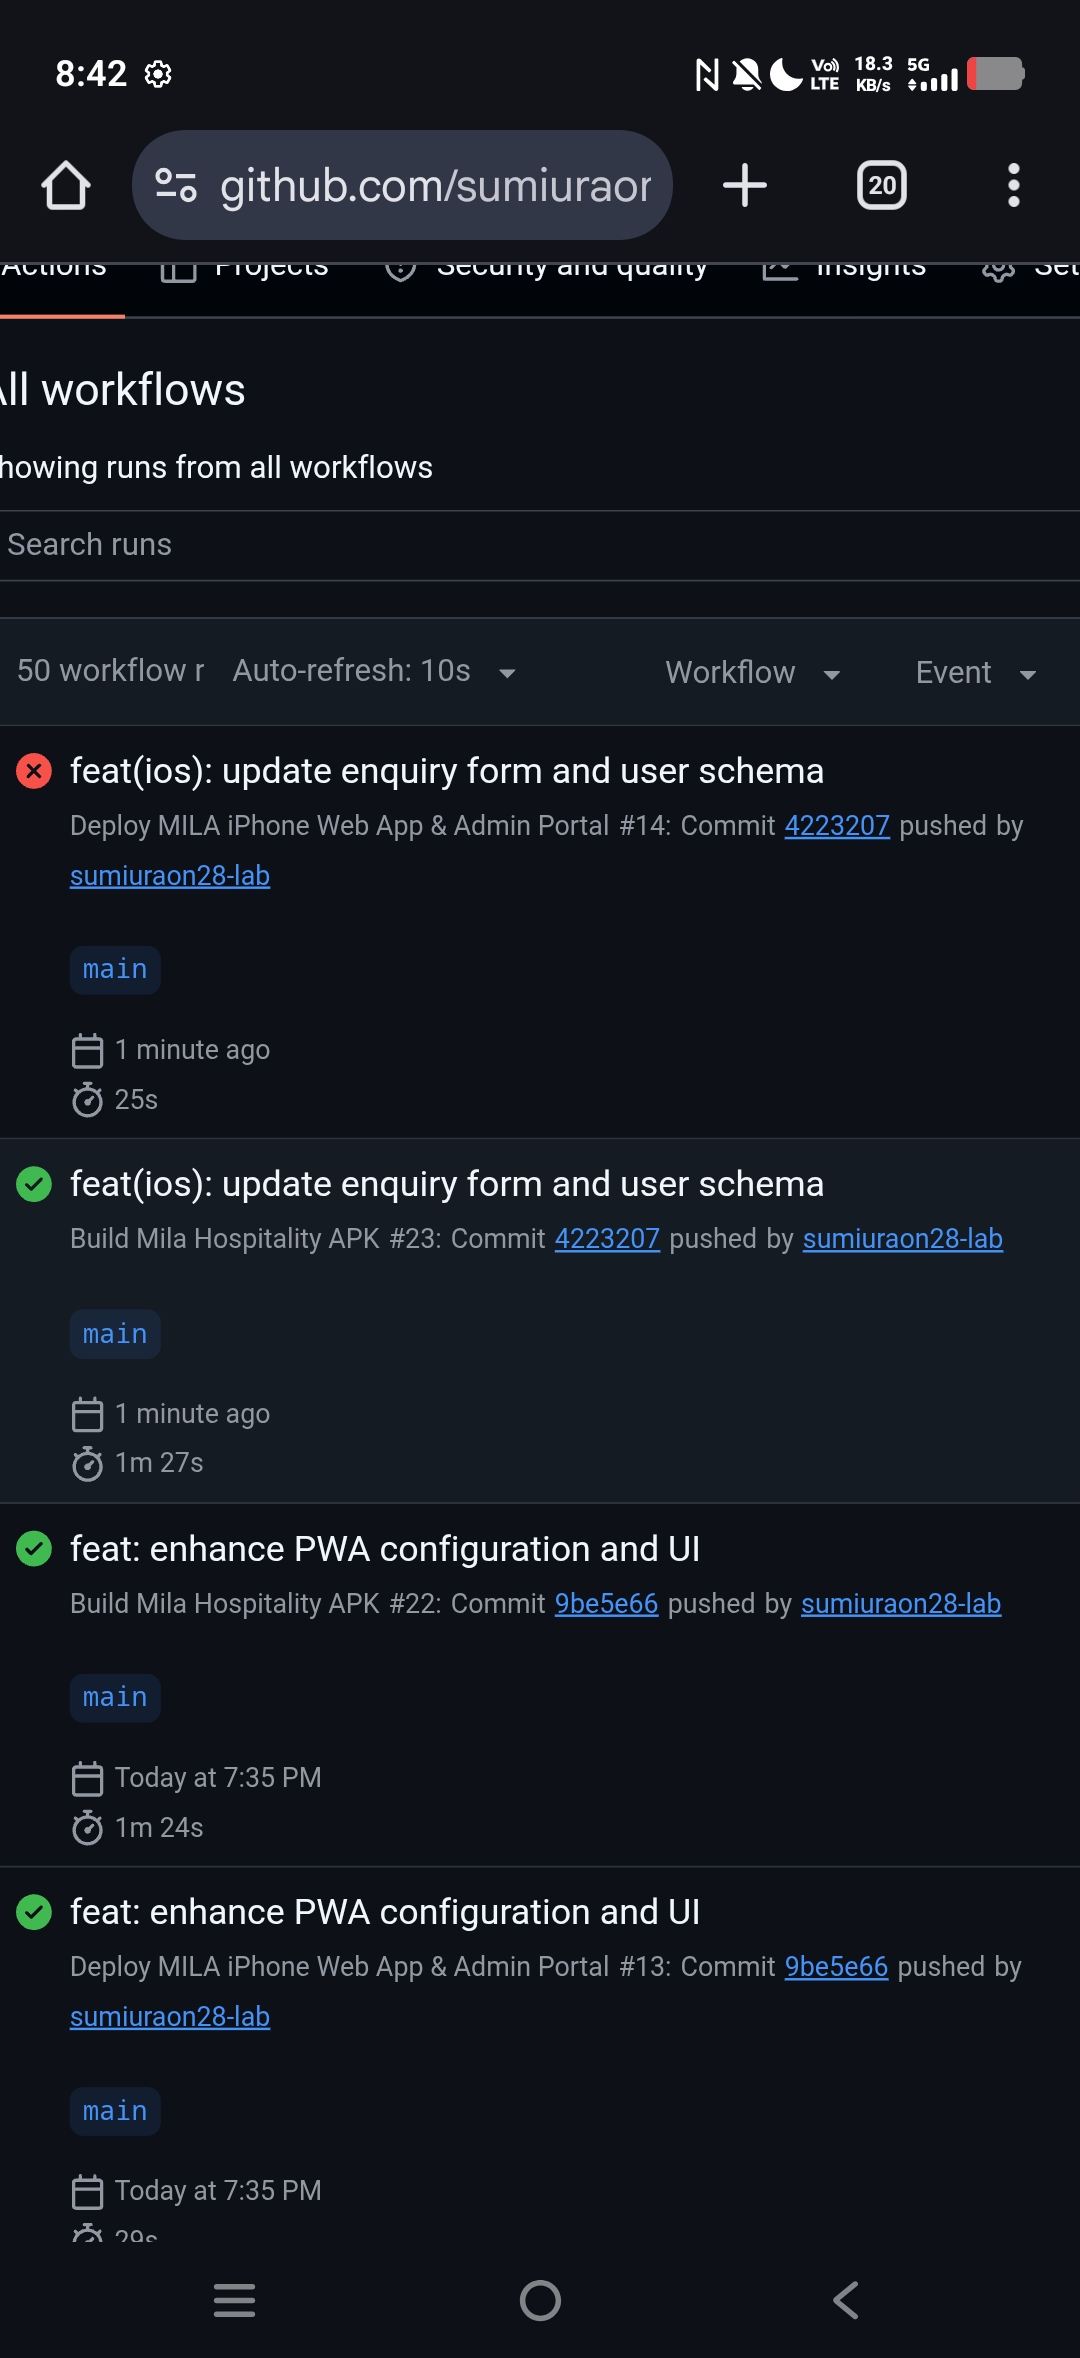 8:42
Vo)) LTE 18.3 KB/s 5G
github.com/sumiuraor
20
Actions Projects Security and quality Insights Set
All workflows
howing runs from all workflows
Search runs
50 workflow r Auto-refresh: 10s Workflow Event
feat(ios): update enquiry form and user schema
Deploy MILA iPhone Web App & Admin Portal #14: Commit 4223207 pushed by
sumiuraon28-lab
main
1 minute ago
25s
feat(ios): update enquiry form and user schema
Build Mila Hospitality APK #23: Commit 4223207 pushed by sumiuraon28-lab
main
1 minute ago
1m 27s
feat: enhance PWA configuration and UI
Build Mila Hospitality APK #22: Commit 9be5e66 pushed by sumiuraon28-lab
main
Today at 7:35 PM
1m 24s
feat: enhance PWA configuration and UI
Deploy MILA iPhone Web App & Admin Portal #13: Commit 9be5e66 pushed by
sumiuraon28-lab
main
Today at 7:35 PM
29s